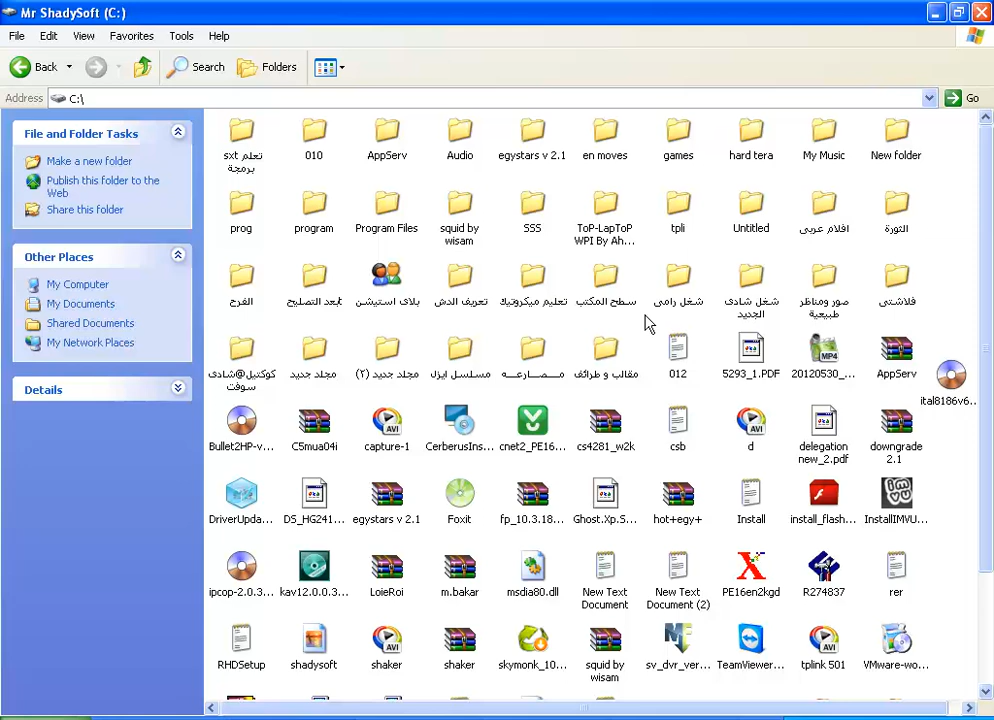 Mr ShadySoft (C:)
File Edit View Favorites Tools Help
Back Search Folders
Address C:\ Go
File and Folder Tasks
Make a new folder
Publish this folder to the
Web
Share this folder
Other Places
My Computer
My Documents
Shared Documents
My Network Places
Details
تعلم sxt
برمجة
010
AppServ
Audio
egystars v 2.1
en moves
games
hard tera
My Music
New folder
prog
program
Program Files
squid by
wisam
SSS
ToP-LapToP
WPI By Ah...
tpli
Untitled
افلام عربى
الثورة
الفرح
بلاى استيشن
تعريف الدش
تعليم ميكروتيك
سطح المكتب
شغل رامى
شغل شادى
الجديد
صور ومناظر
طبيعية
فلاشتى
كوكتيل@شادى
سوفت
مجلد جديد
مجلد جديد (٢)
مسلسل ايزل
مـــصـــارعـــه
مقالب و طرائف
012
5293_1.PDF
20120530_...
AppServ
ital8186v6...
Bullet2HP-v...
C5mua04i
capture-1
CerberusIns...
cnet2_PE16...
cs4281_w2k
csb
d
delegation
new_2.pdf
downgrade
2.1
DriverUpda...
DS_HG241...
egystars v 2.1
Foxit
fp_10.3.18...
Ghost.Xp.S...
hot+egy+
Install
install_flash...
InstallIMVU...
ipcop-2.0.3...
kav12.0.0.3...
LoieRoi
m.bakar
msdia80.dll
New Text
Document
New Text
Document (2)
PE16en2kgd
R274837
rer
RHDSetup
shadysoft
shaker
shaker
skymonk_10...
squid by
wisam
sv_dvr_ver...
TeamViewer...
tplink 501
VMware-wo...